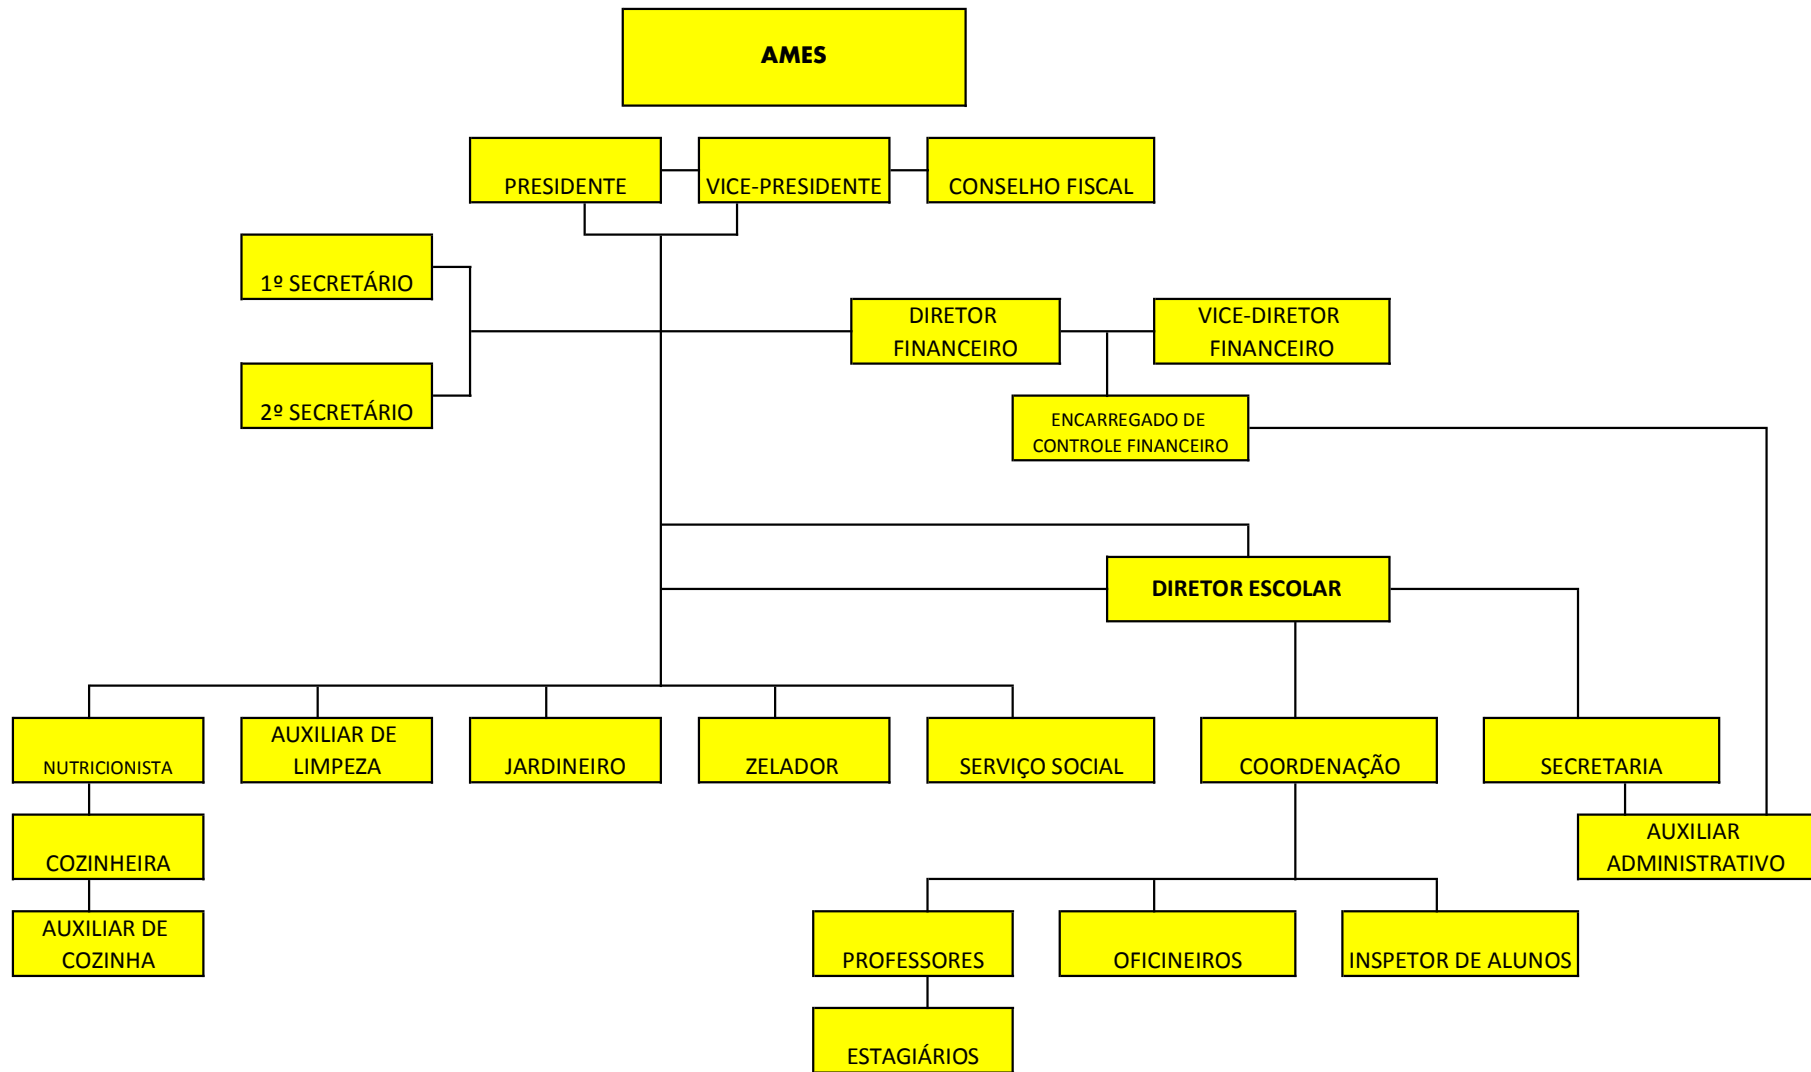 AMES
PRESIDENTE
VICE-PRESIDENTE
CONSELHO FISCAL
1º SECRETÁRIO
DIRETOR
FINANCEIRO
VICE-DIRETOR
FINANCEIRO
2º SECRETÁRIO
ENCARREGADO DE
CONTROLE FINANCEIRO
DIRETOR ESCOLAR
NUTRICIONISTA
AUXILIAR DE
LIMPEZA
JARDINEIRO
ZELADOR
SERVIÇO SOCIAL
COORDENAÇÃO
SECRETARIA
COZINHEIRA
AUXILIAR
ADMINISTRATIVO
AUXILIAR DE
COZINHA
PROFESSORES
OFICINEIROS
INSPETOR DE ALUNOS
ESTAGIÁRIOS